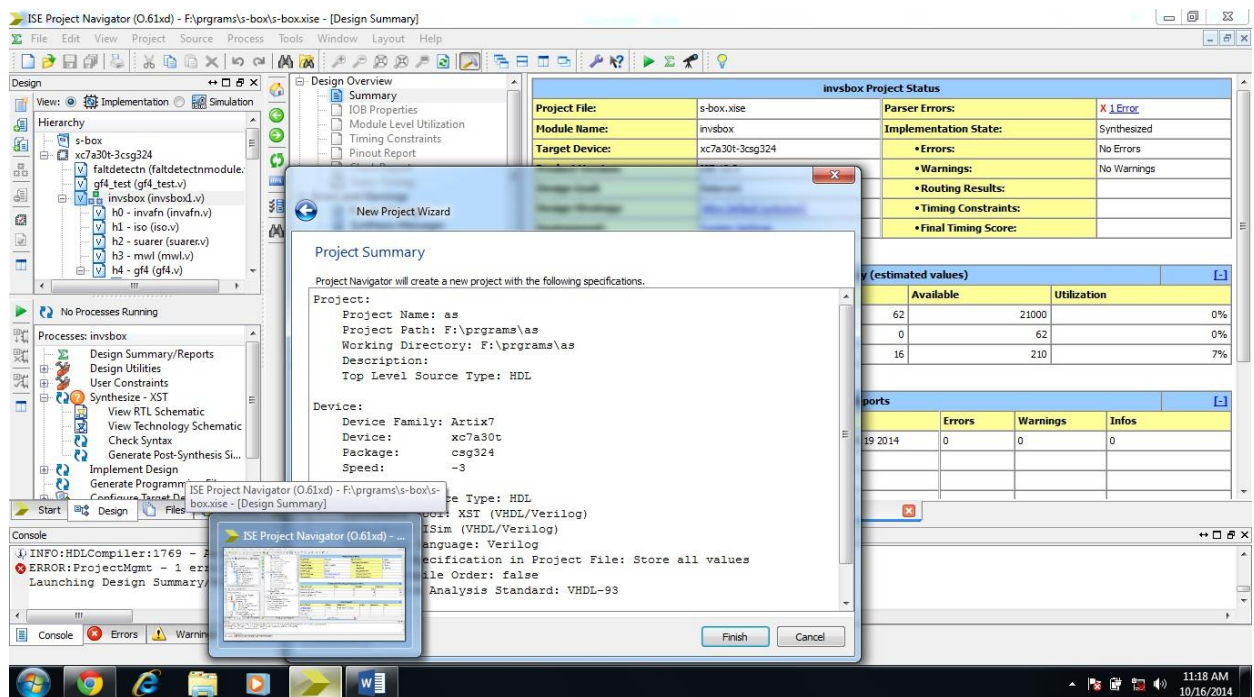 ISE Project Navigator (O.61xd) - F:\prgrams\s-box\s-box.xise - [Design Summary]
File Edit View Project Source Process Tools Window Layout Help
Design
View: Implementation Simulation
Hierarchy
s-box
xc7a30t-3csg324
faltdetectn (faltdetectnmodule.
gf4_test (gf4_test.v)
invsbox (invsbox1.v)
h0 - invafn (invafn.v)
h1 - iso (iso.v)
h2 - suarer (suarer.v)
h3 - mwl (mwl.v)
h4 - gf4 (gf4.v)
No Processes Running
Processes: invsbox
Design Summary/Reports
Design Utilities
User Constraints
Synthesize - XST
View RTL Schematic
View Technology Schematic
Check Syntax
Generate Post-Synthesis Si...
Implement Design
Generate Programm
Configure Target De
Start Design Files
Design Overview
Summary
IOB Properties
Module Level Utilization
Timing Constraints
Pinout Report
invsbox Project Status
Project File: s-box.xise Parser Errors: X 1 Error
Module Name: invsbox Implementation State: Synthesized
Target Device: xc7a30t-3csg324 •Errors: No Errors
•Warnings: No Warnings
•Routing Results:
•Timing Constraints:
•Final Timing Score:
y (estimated values) [-]
Available Utilization
62 21000 0%
0 62 0%
16 210 7%
ports [-]
Errors Warnings Infos
19 2014 0 0 0
New Project Wizard
Project Summary
Project Navigator will create a new project with the following specifications.
Project:
Project Name: as
Project Path: F:\prgrams\as
Working Directory: F:\prgrams\as
Description:
Top Level Source Type: HDL
Device:
Device Family: Artix7
Device: xc7a30t
Package: csg324
Speed: -3
ce Type: HDL
XST (VHDL/Verilog)
ISim (VHDL/Verilog)
anguage: Verilog
ecification in Project File: Store all values
ile Order: false
Analysis Standard: VHDL-93
Finish Cancel
ISE Project Navigator (O.61xd) - F:\prgrams\s-box\s-
box.xise - [Design Summary]
ISE Project Navigator (O.61xd) - ...
Console
INFO:HDLCompiler:1769 - A
ERROR:ProjectMgmt - 1 err
Launching Design Summary/
Console Errors Warnin
11:18 AM
10/16/2014